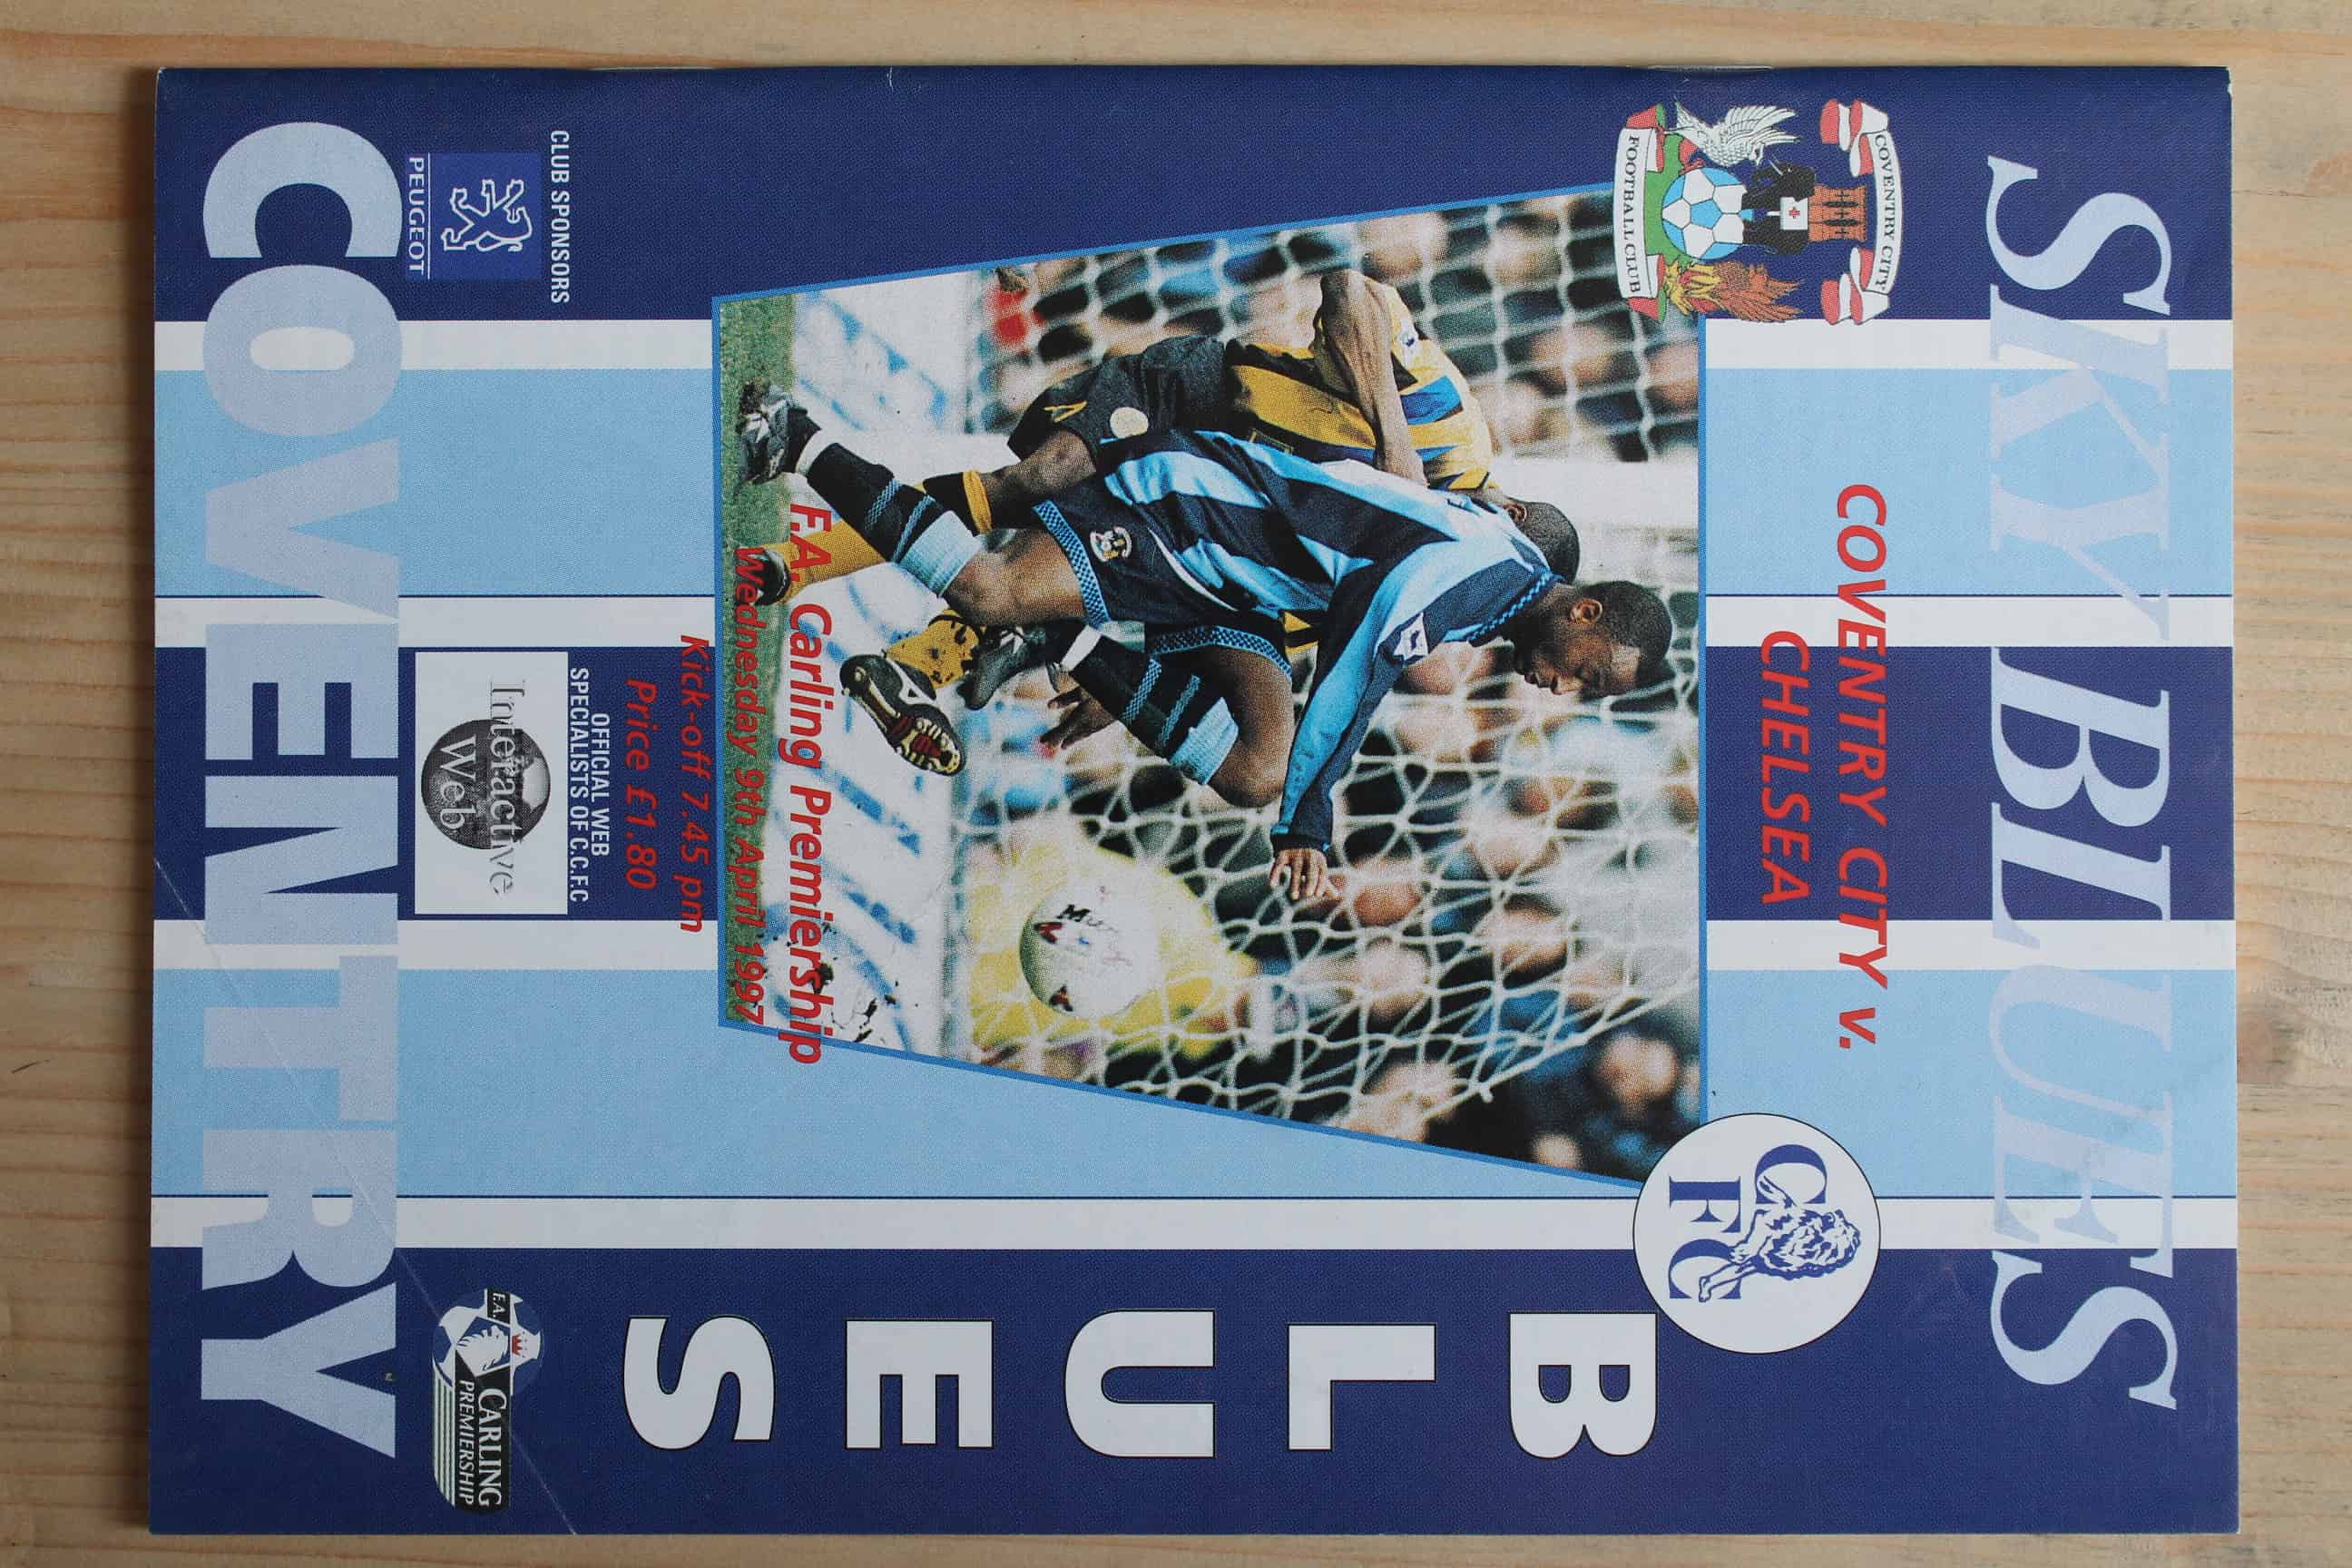 SKY BLUES
COVENTRY CITY
FOOTBALL CLUB
COVENTRY CITY v.
CHELSEA
CFC
BLUES
F.A. Carling Premiership
Wednesday 9th April 1997
Kick-off 7.45 pm
Price £1.80
CLUB SPONSORS
PEUGEOT
OFFICIAL WEB
SPECIALISTS OF C.C.F.C
Interactive
Web
F.A.
CARLING
PREMIERSHIP
COVENTRY